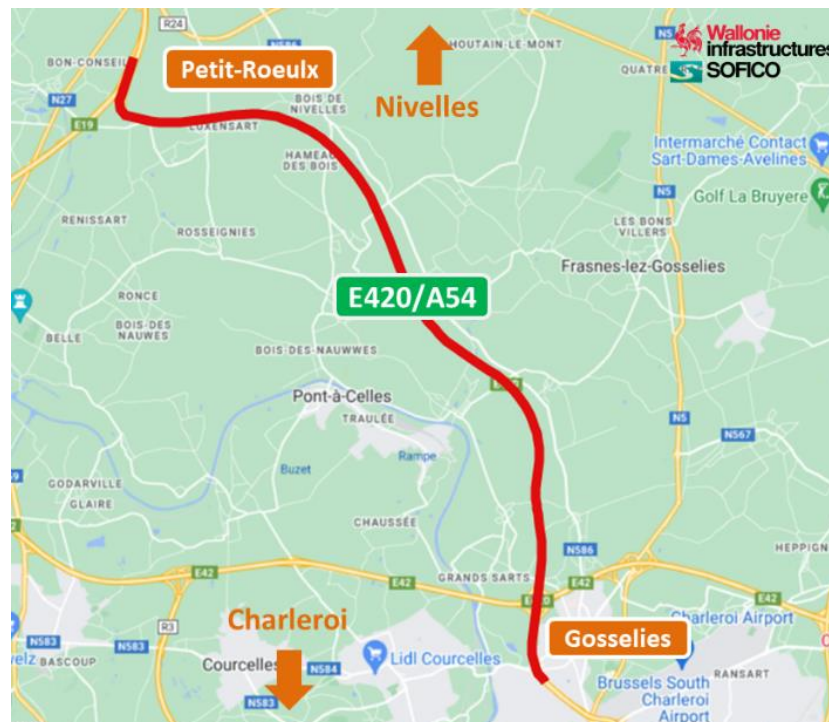 R24
N586
HOUTAIN-LE-MONT
N5
Wallonie
infrastructures
SOFICO
BON-CONSEIL
Petit-Roeulx
QUATRE
Nivelles
N27
BOIS DE
NIVELLES
E19
LUXENSART
HAMEAU
DES BOIS
Intermarché Contact
Sart-Dames-Avelines
N5
Golf La Bruyere
RENISSART
ROSSEIGNIES
LES BONS
VILLERS
Frasnes-lez-Gosselies
E420/A54
RONCE
BOIS-DES
NAUWES
BELLE
BOIS-DES-NAUWWES
Pont-à-Celles
TRAULÉE
N5
N567
Buzet
Rampe
GODARVILLE
GLAIRE
CHAUSSÉE
N586
HEPPIGN
E42
E42
GRANDS SARTS
E42
E42
Charleroi
R3
Gosselies
Charleroi Airport
N583
N583
velz
BASCOUP
Courcelles
N584
Lidl Courcelles
RANSART
N583
Brussels South
Charleroi
Airport